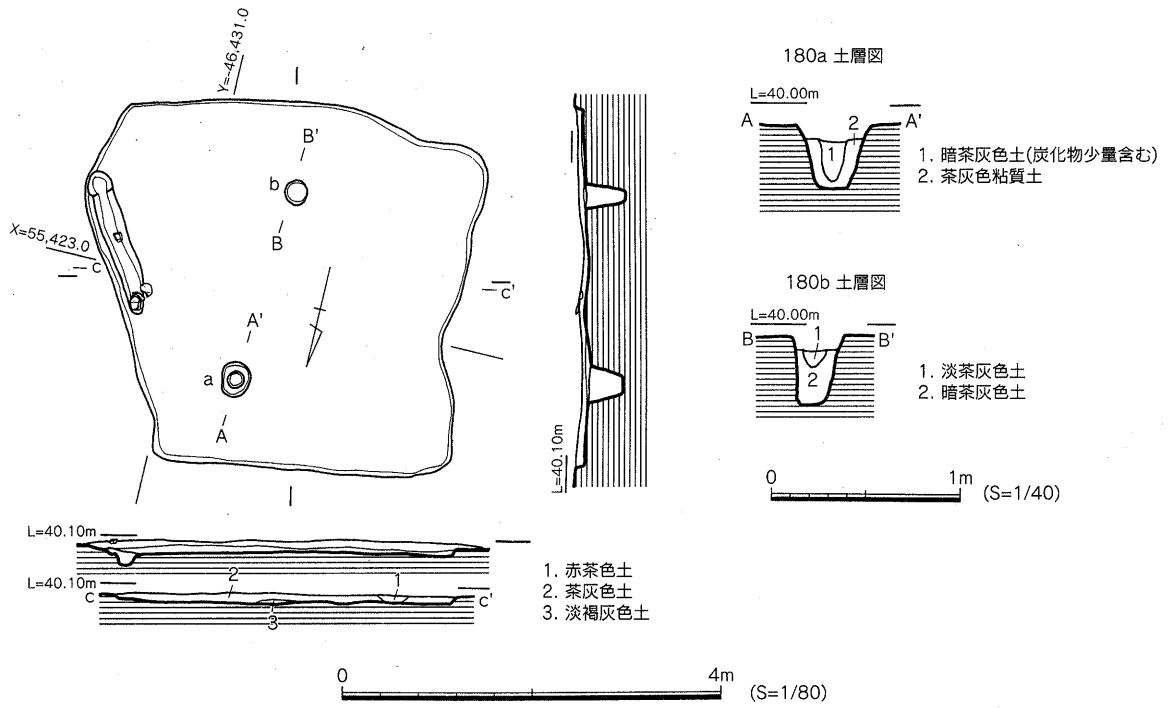 Y=-46,431.0
B'
b
B
X=55,423.0
c
c'
A'
a
A
L=40.10m
180a 土層図
L=40.00m
A
A'
2
1
1. 暗茶灰色土(炭化物少量含む)
2. 茶灰色粘質土
180b 土層図
L=40.00m
B
B'
1
2
1. 淡茶灰色土
2. 暗茶灰色土
0
1m
(S=1/40)
L=40.10m
L=40.10m
c
c'
2
1
3
1. 赤茶色土
2. 茶灰色土
3. 淡褐灰色土
0
4m
(S=1/80)